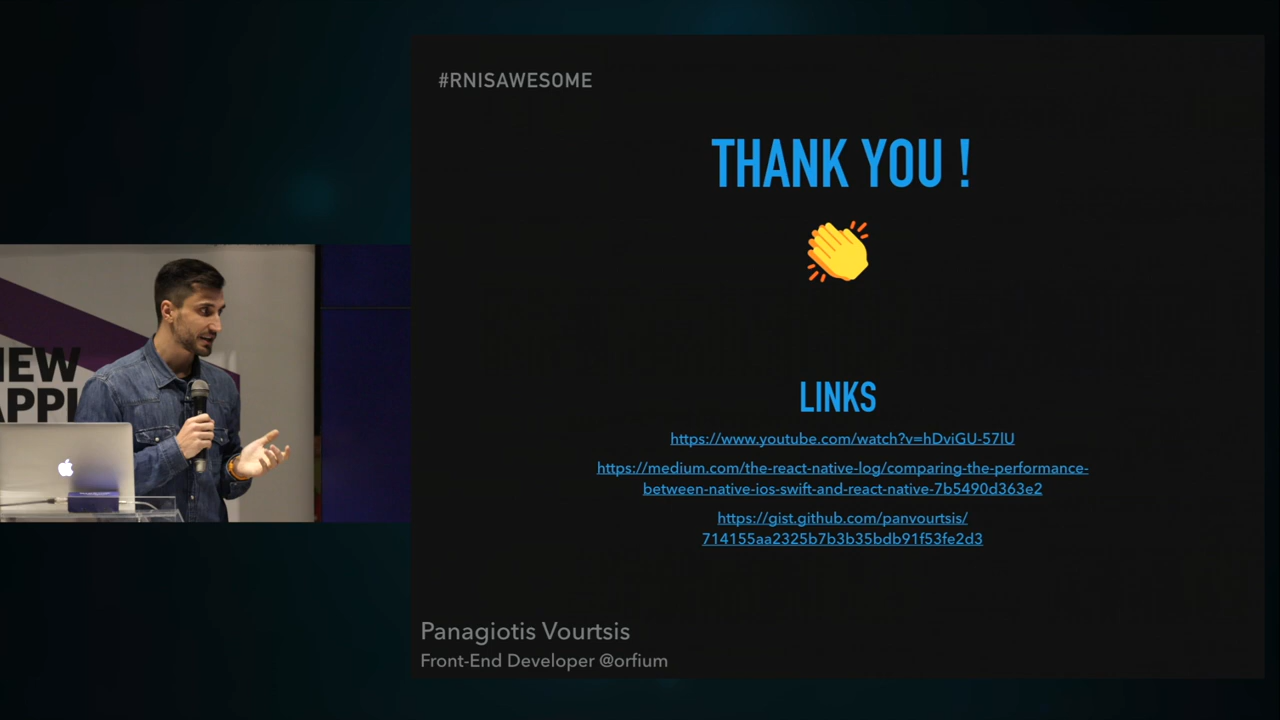 #RNISAWESOME
THANK YOU !
LINKS
https://www.youtube.com/watch?v=hDviGU-57lU
https://medium.com/the-react-native-log/comparing-the-performance-
between-native-ios-swift-and-react-native-7b5490d363e2
https://gist.github.com/panvourtsis/
714155aa2325b7b3b35bdb91f53fe2d3
Panagiotis Vourtsis
Front-End Developer @orfium